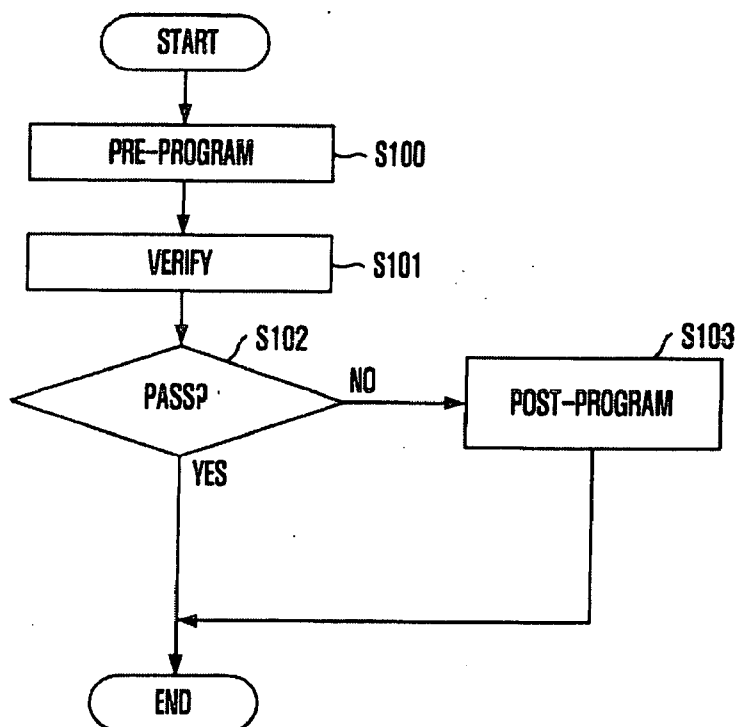 START
PRE-PROGRAM
S100
VERIFY
S101
S102
PASS?
NO
S103
POST-PROGRAM
YES
END